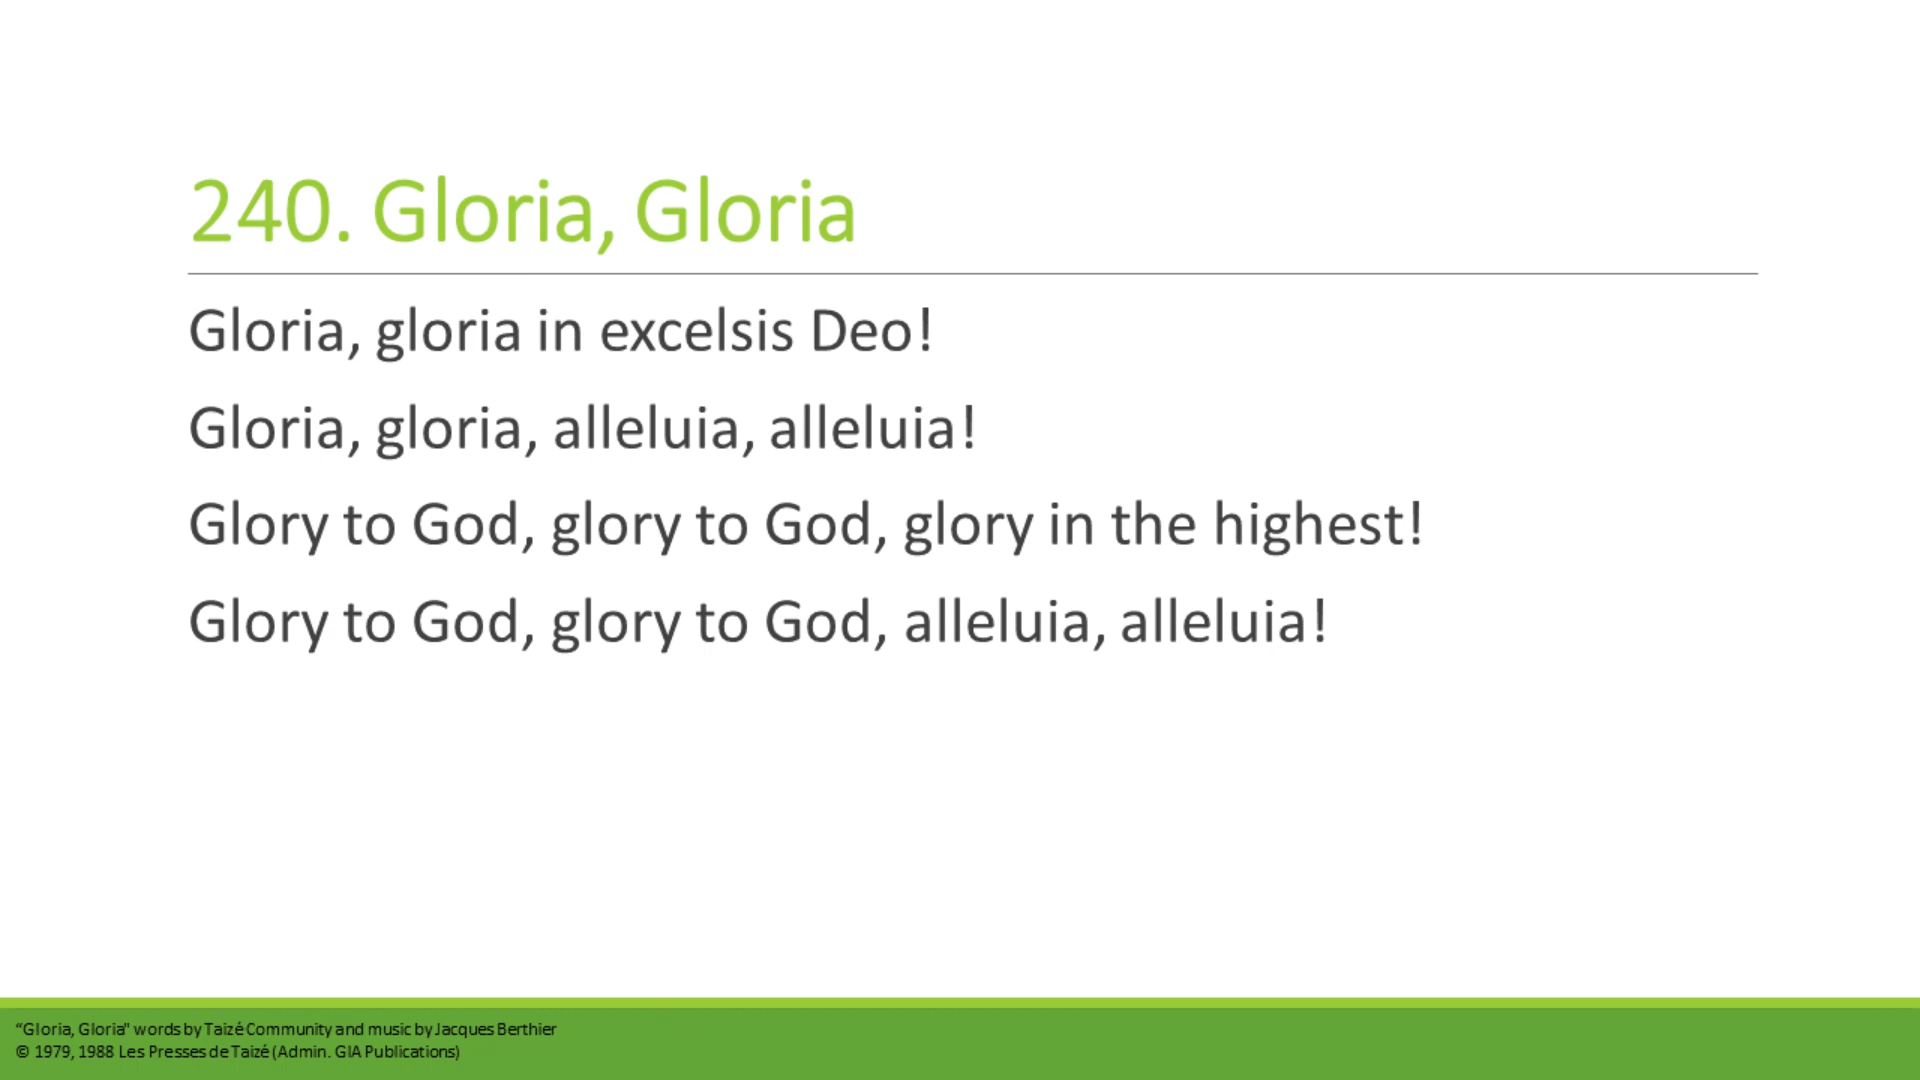 240. Gloria, Gloria
Gloria, gloria in excelsis Deo!
Gloria, gloria, alleluia, alleluia!
Glory to God, glory to God, glory in the highest!
Glory to God, glory to God, alleluia, alleluia!
“Gloria, Gloria" words by Taizé Community and music by Jacques Berthier
© 1979, 1988 Les Presses de Taizé (Admin. GIA Publications)